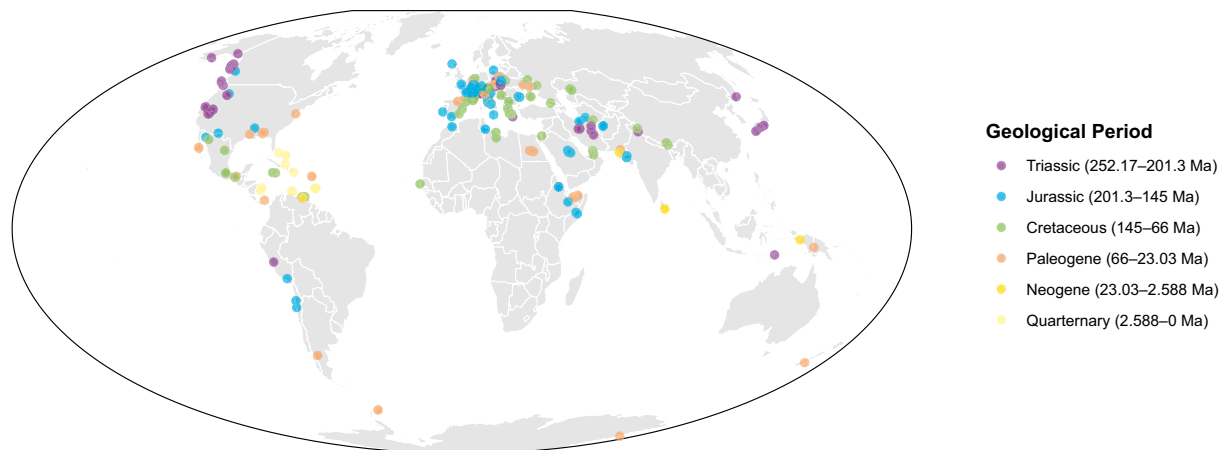 Geological Period
Triassic (252.17–201.3 Ma)
Jurassic (201.3–145 Ma)
Cretaceous (145–66 Ma)
Paleogene (66–23.03 Ma)
Neogene (23.03–2.588 Ma)
Quarternary (2.588–0 Ma)